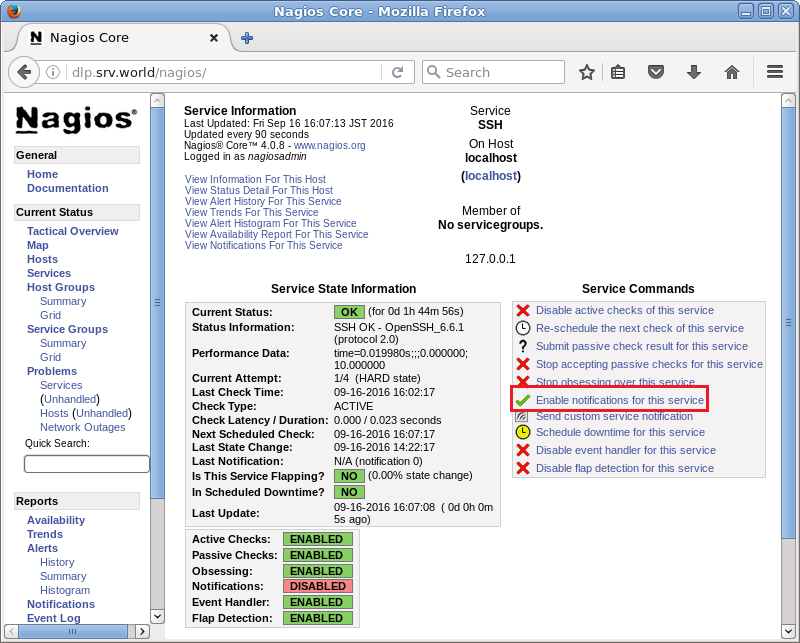 Nagios Core - Mozilla Firefox
Nagios Core
dlp.srv.world/nagios/
Search
Nagios®
General
Home
Documentation
Current Status
Tactical Overview
Map
Hosts
Services
Host Groups
Summary
Grid
Service Groups
Summary
Grid
Problems
Services
(Unhandled)
Hosts (Unhandled)
Network Outages
Quick Search:
Reports
Availability
Trends
Alerts
History
Summary
Histogram
Notifications
Event Log
Service Information
Last Updated: Fri Sep 16 16:07:13 JST 2016
Updated every 90 seconds
Nagios® Core™ 4.0.8 - www.nagios.org
Logged in as nagiosadmin
View Information For This Host
View Status Detail For This Host
View Alert History For This Service
View Trends For This Service
View Alert Histogram For This Service
View Availability Report For This Service
View Notifications For This Service
Service
SSH
On Host
localhost
(localhost)
Member of
No servicegroups.
127.0.0.1
Service State Information
Current Status: OK (for 0d 1h 44m 56s)
Status Information: SSH OK - OpenSSH_6.6.1
(protocol 2.0)
Performance Data: time=0.019980s;;;0.000000;
10.000000
Current Attempt: 1/4 (HARD state)
Last Check Time: 09-16-2016 16:02:17
Check Type: ACTIVE
Check Latency / Duration: 0.000 / 0.023 seconds
Next Scheduled Check: 09-16-2016 16:07:17
Last State Change: 09-16-2016 14:22:17
Last Notification: N/A (notification 0)
Is This Service Flapping? NO (0.00% state change)
In Scheduled Downtime? NO
Last Update: 09-16-2016 16:07:08 ( 0d 0h 0m
5s ago)
Active Checks: ENABLED
Passive Checks: ENABLED
Obsessing: ENABLED
Notifications: DISABLED
Event Handler: ENABLED
Flap Detection: ENABLED
Service Commands
Disable active checks of this service
Re-schedule the next check of this service
Submit passive check result for this service
Stop accepting passive checks for this service
Stop obsessing over this service
Enable notifications for this service
Send custom service notification
Schedule downtime for this service
Disable event handler for this service
Disable flap detection for this service